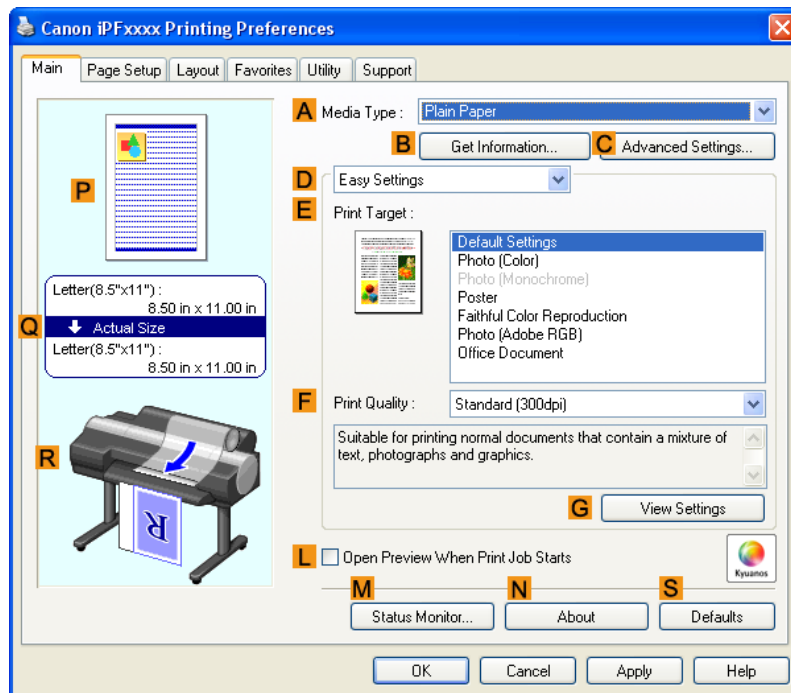 Canon iPFxxxx Printing Preferences
Main Page Setup Layout Favorites Utility Support
A Media Type : Plain Paper
B Get Information... C Advanced Settings...
D Easy Settings
E Print Target :
Default Settings
Photo (Color)
Photo (Monochrome)
Poster
Faithful Color Reproduction
Photo (Adobe RGB)
Office Document
P
Letter(8.5"x11") :
8.50 in x 11.00 in
Q Actual Size
Letter(8.5"x11") :
8.50 in x 11.00 in
R
R
F Print Quality : Standard (300dpi)
Suitable for printing normal documents that contain a mixture of
text, photographs and graphics.
G View Settings
L Open Preview When Print Job Starts
Kyuanos
M N S
Status Monitor... About Defaults
OK Cancel Apply Help